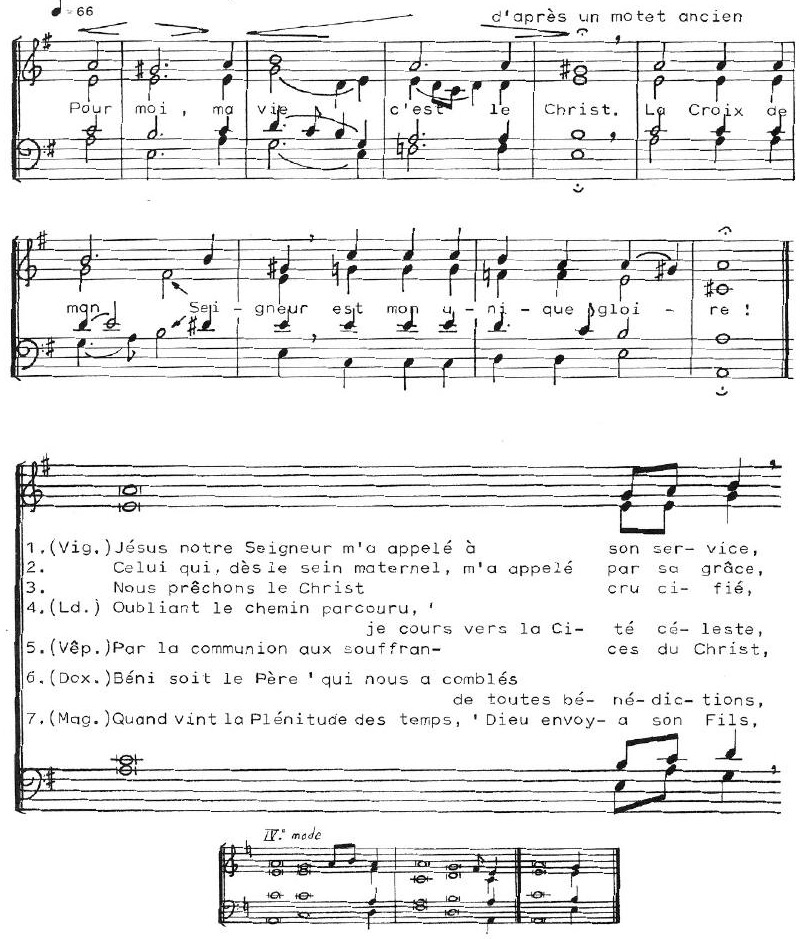 ♩ = 66
d'après un motet ancien
Pour moi, ma vie c'est le Christ. La Croix de
mon Sei - gneur est mon u - ni - que gloi - re !
1.(Vig.)Jésus notre Seigneur m'a appelé à son ser- vice,
2. Celui qui, dès le sein maternel, m'a appelé par sa grâce,
3. Nous prêchons le Christ cru ci- fié,
4.(Ld.) Oubliant le chemin parcouru, '
je cours vers la Ci- té cé- leste,
5.(Vêp.)Par la communion aux souffran- ces du Christ,
6.(Dox.)Béni soit le Père ' qui nous a comblés
de toutes bé- né-dic- tions,
7.(Mag.)Quand vint la Plénitude des temps, ' Dieu envoy- a son Fils,
IV.e mode